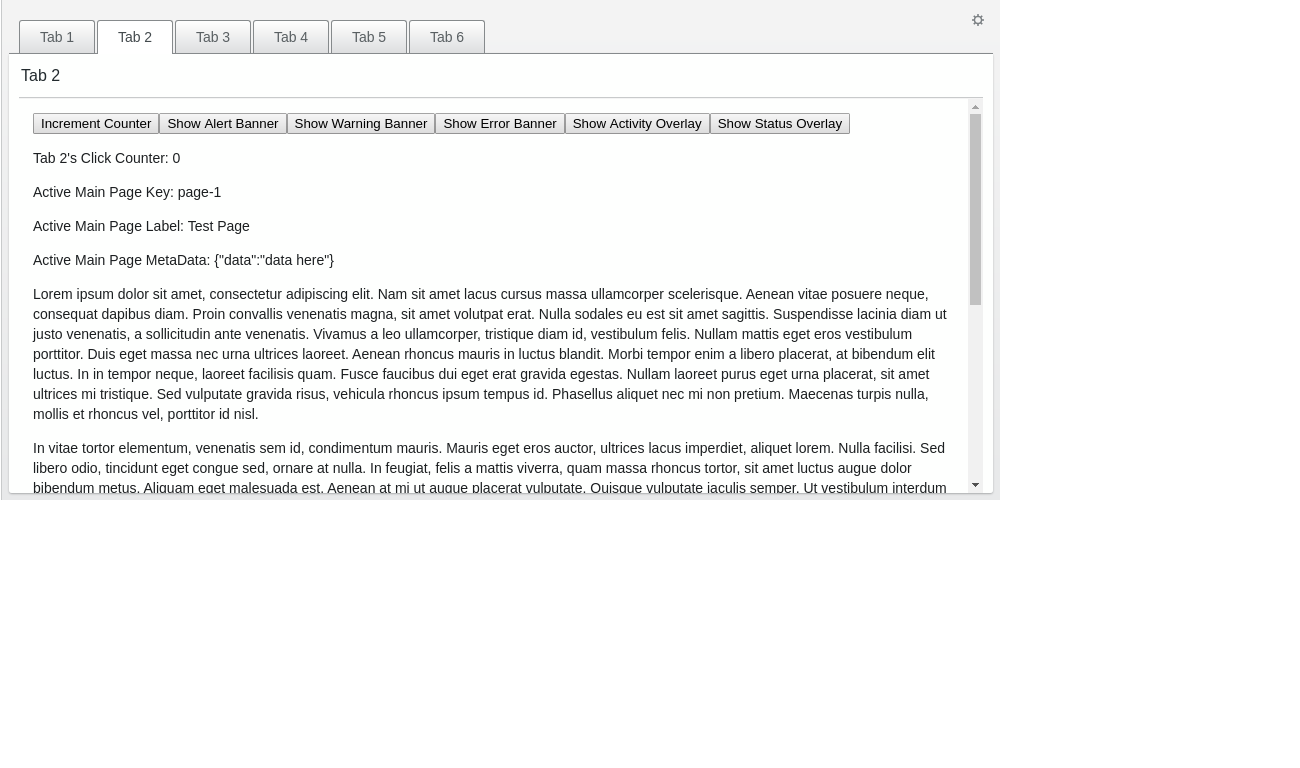 Tab 1
Tab 2
Tab 3
Tab 4
Tab 5
Tab 6
Tab 2
Increment Counter
Show Alert Banner
Show Warning Banner
Show Error Banner
Show Activity Overlay
Show Status Overlay
Tab 2's Click Counter: 0
Active Main Page Key: page-1
Active Main Page Label: Test Page
Active Main Page MetaData: {"data":"data here"}
Lorem ipsum dolor sit amet, consectetur adipiscing elit. Nam sit amet lacus cursus massa ullamcorper scelerisque. Aenean vitae posuere neque,
consequat dapibus diam. Proin convallis venenatis magna, sit amet volutpat erat. Nulla sodales eu est sit amet sagittis. Suspendisse lacinia diam ut
justo venenatis, a sollicitudin ante venenatis. Vivamus a leo ullamcorper, tristique diam id, vestibulum felis. Nullam mattis eget eros vestibulum
porttitor. Duis eget massa nec urna ultrices laoreet. Aenean rhoncus mauris in luctus blandit. Morbi tempor enim a libero placerat, at bibendum elit
luctus. In in tempor neque, laoreet facilisis quam. Fusce faucibus dui eget erat gravida egestas. Nullam laoreet purus eget urna placerat, sit amet
ultrices mi tristique. Sed vulputate gravida risus, vehicula rhoncus ipsum tempus id. Phasellus aliquet nec mi non pretium. Maecenas turpis nulla,
mollis et rhoncus vel, porttitor id nisl.
In vitae tortor elementum, venenatis sem id, condimentum mauris. Mauris eget eros auctor, ultrices lacus imperdiet, aliquet lorem. Nulla facilisi. Sed
libero odio, tincidunt eget congue sed, ornare at nulla. In feugiat, felis a mattis viverra, quam massa rhoncus tortor, sit amet luctus augue dolor
bibendum metus. Aliquam eget malesuada est. Aenean at mi ut augue placerat vulputate. Quisque vulputate iaculis semper. Ut vestibulum interdum